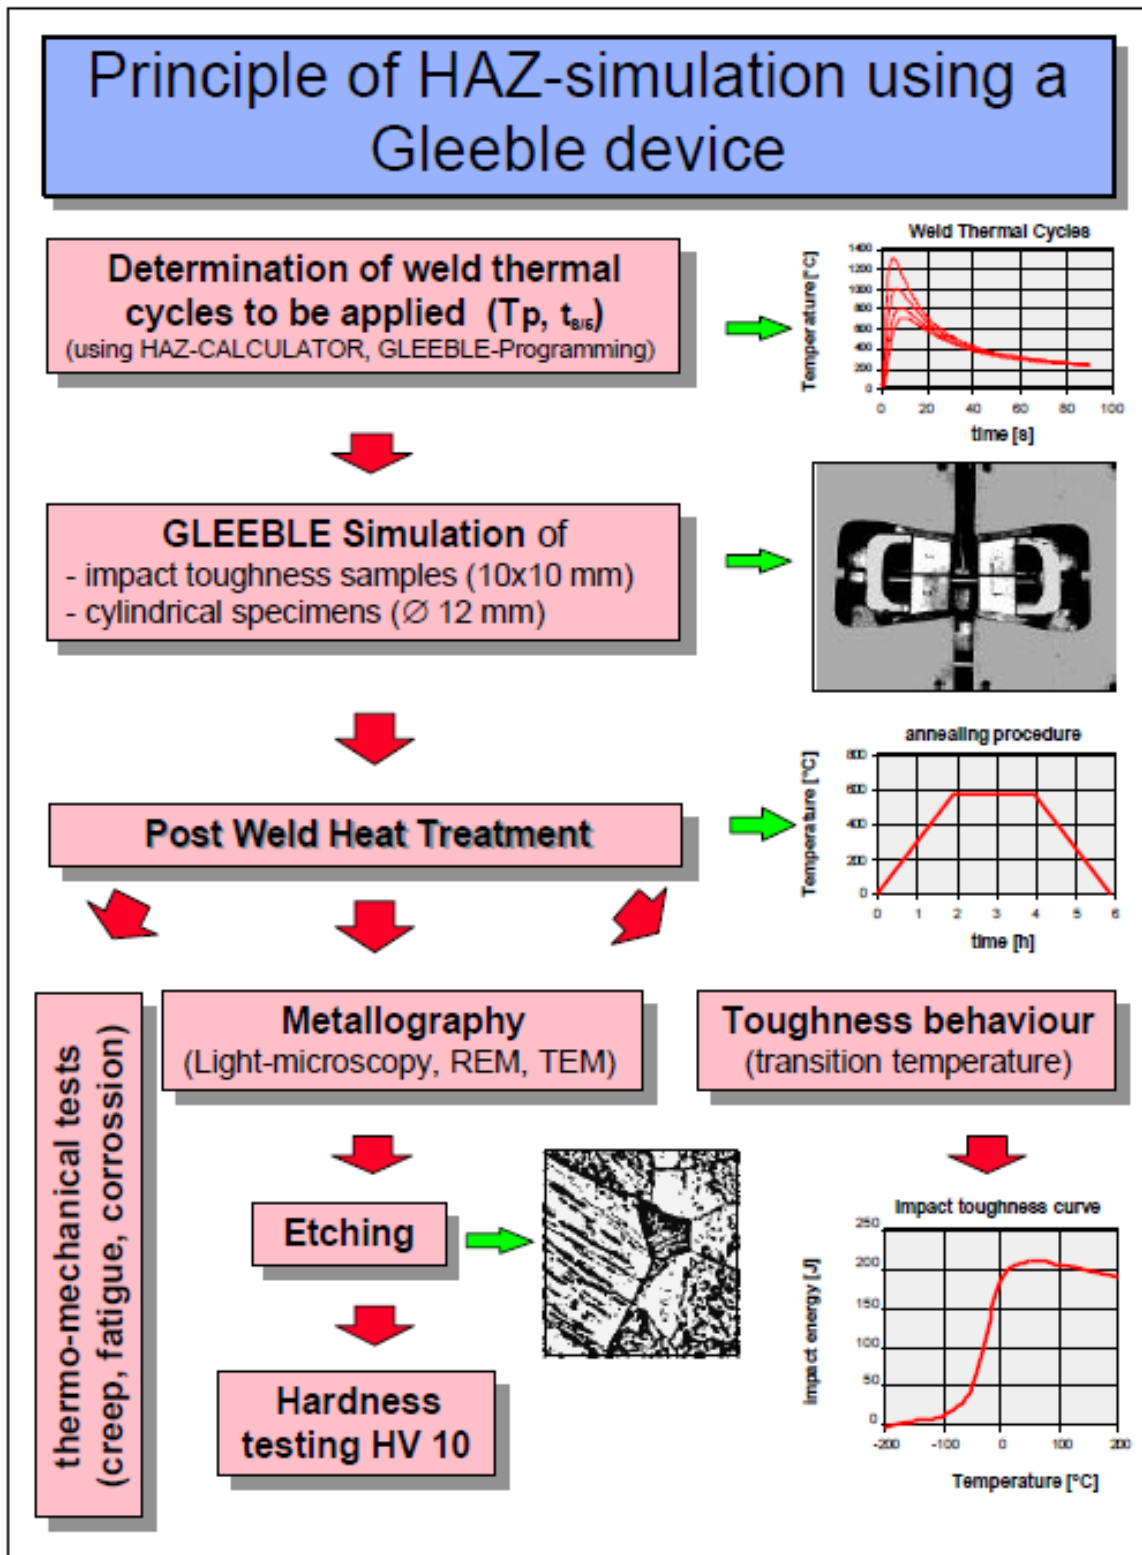 Principle of HAZ-simulation using a
Gleeble device
Determination of weld thermal
cycles to be applied (Tp, t8/5)
(using HAZ-CALCULATOR, GLEEBLE-Programming)
Weld Thermal Cycles
Temperature [°C]
1400
1200
1000
800
600
400
200
0
0 20 40 60 80 100
time [s]
GLEEBLE Simulation of
- impact toughness samples (10x10 mm)
- cylindrical specimens (∅ 12 mm)
Post Weld Heat Treatment
annealing procedure
Temperature [°C]
800
600
400
200
0
0 1 2 3 4 5 6
time [h]
thermo-mechanical tests
(creep, fatigue, corrossion)
Metallography
(Light-microscopy, REM, TEM)
Etching
Hardness
testing HV 10
Toughness behaviour
(transition temperature)
Impact toughness curve
impact energy [J]
250
200
150
100
50
0
-200 -100 0 100 200
Temperature [°C]